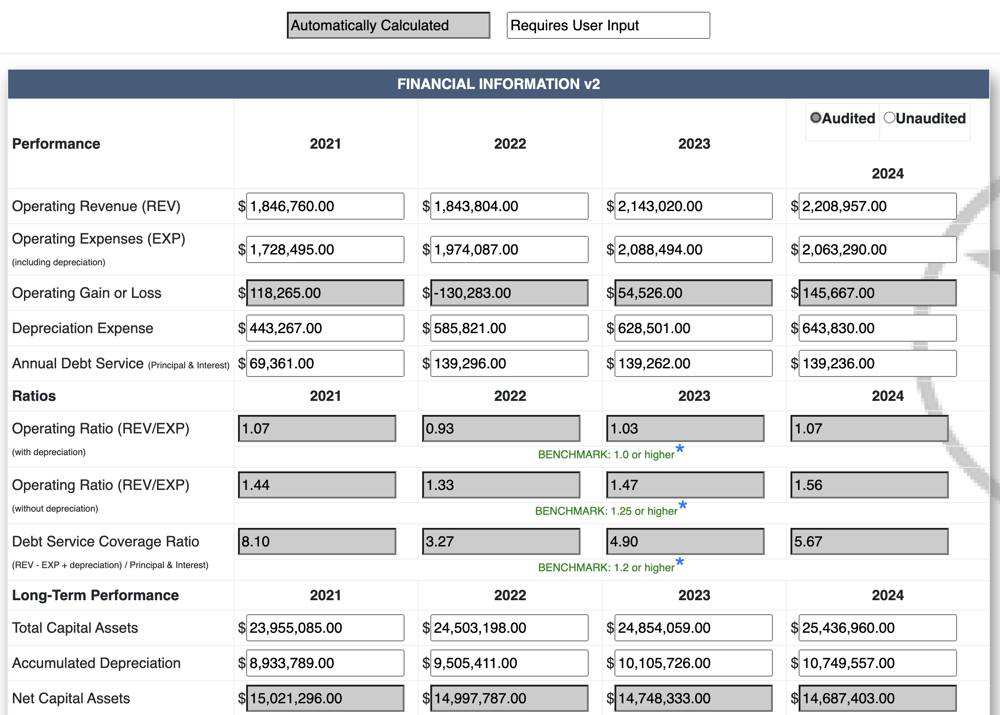 Automatically Calculated Requires User Input
FINANCIAL INFORMATION v2
Audited Unaudited
Performance 2021 2022 2023 2024
Operating Revenue (REV) $ 1,846,760.00 $ 1,843,804.00 $ 2,143,020.00 $ 2,208,957.00
Operating Expenses (EXP) $ 1,728,495.00 $ 1,974,087.00 $ 2,088,494.00 $ 2,063,290.00
(including depreciation)
Operating Gain or Loss $ 118,265.00 $ -130,283.00 $ 54,526.00 $ 145,667.00
Depreciation Expense $ 443,267.00 $ 585,821.00 $ 628,501.00 $ 643,830.00
Annual Debt Service (Principal & Interest) $ 69,361.00 $ 139,296.00 $ 139,262.00 $ 139,236.00
Ratios 2021 2022 2023 2024
Operating Ratio (REV/EXP) 1.07 0.93 1.03 1.07
(with depreciation)
BENCHMARK: 1.0 or higher*
Operating Ratio (REV/EXP) 1.44 1.33 1.47 1.56
(without depreciation)
BENCHMARK: 1.25 or higher*
Debt Service Coverage Ratio 8.10 3.27 4.90 5.67
(REV - EXP + depreciation) / Principal & Interest)
BENCHMARK: 1.2 or higher*
Long-Term Performance 2021 2022 2023 2024
Total Capital Assets $ 23,955,085.00 $ 24,503,198.00 $ 24,854,059.00 $ 25,436,960.00
Accumulated Depreciation $ 8,933,789.00 $ 9,505,411.00 $ 10,105,726.00 $ 10,749,557.00
Net Capital Assets $ 15,021,296.00 $ 14,997,787.00 $ 14,748,333.00 $ 14,687,403.00